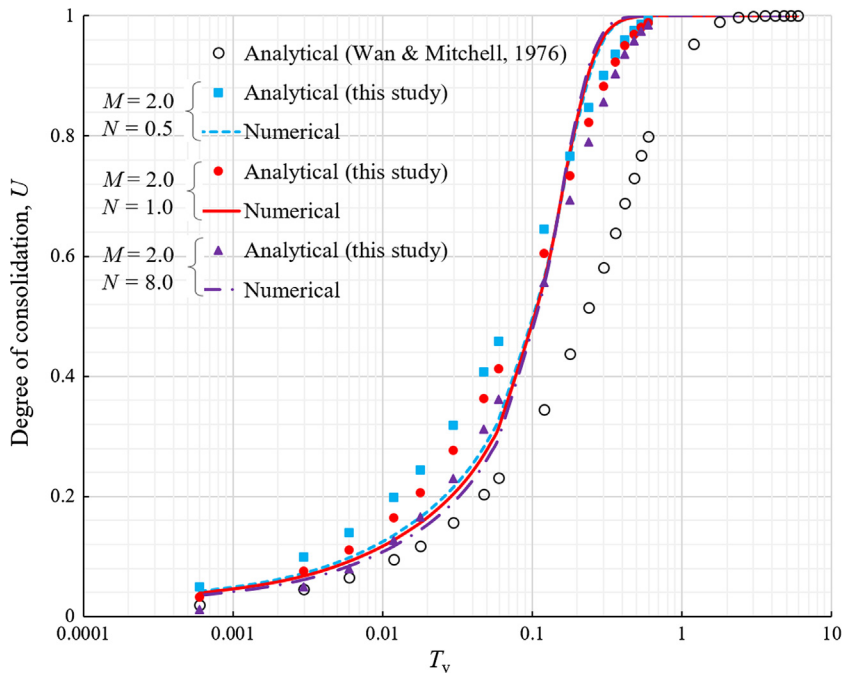 1
0.8
0.6
0.4
0.2
0
Degree of consolidation, U
Analytical (Wan & Mitchell, 1976)
M = 2.0
N = 0.5
Analytical (this study)
Numerical
M = 2.0
N = 1.0
Analytical (this study)
Numerical
M = 2.0
N = 8.0
Analytical (this study)
Numerical
0.0001 0.001 0.01 0.1 1 10
Tv